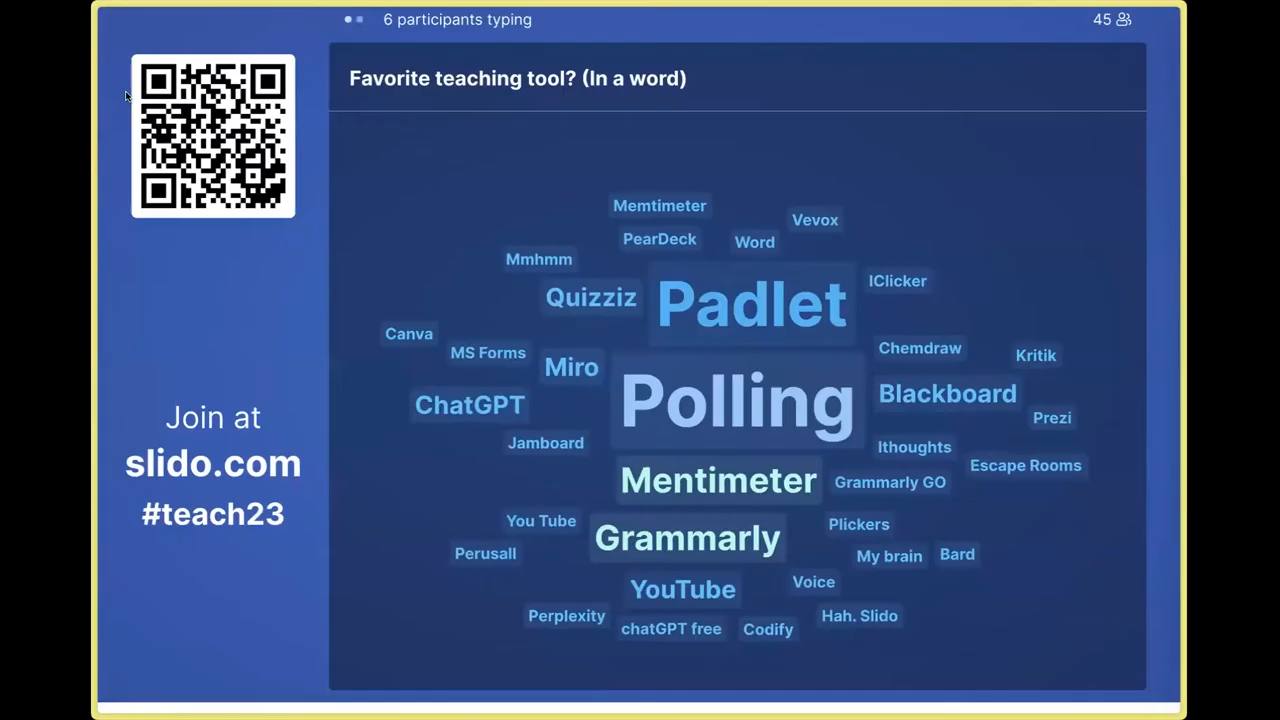 6 participants typing
45
Favorite teaching tool? (In a word)
Memtimeter
Vevox
PearDeck
Word
Mmhmm
IClicker
Quizziz
Padlet
Canva
Chemdraw
MS Forms
Kritik
Miro
Blackboard
ChatGPT
Polling
Prezi
Jamboard
Ithoughts
Escape Rooms
Mentimeter
Grammarly GO
You Tube
Plickers
Grammarly
Perusall
My brain
Bard
YouTube
Voice
Perplexity
Hah. Slido
chatGPT free
Codify
Join at
slido.com
#teach23